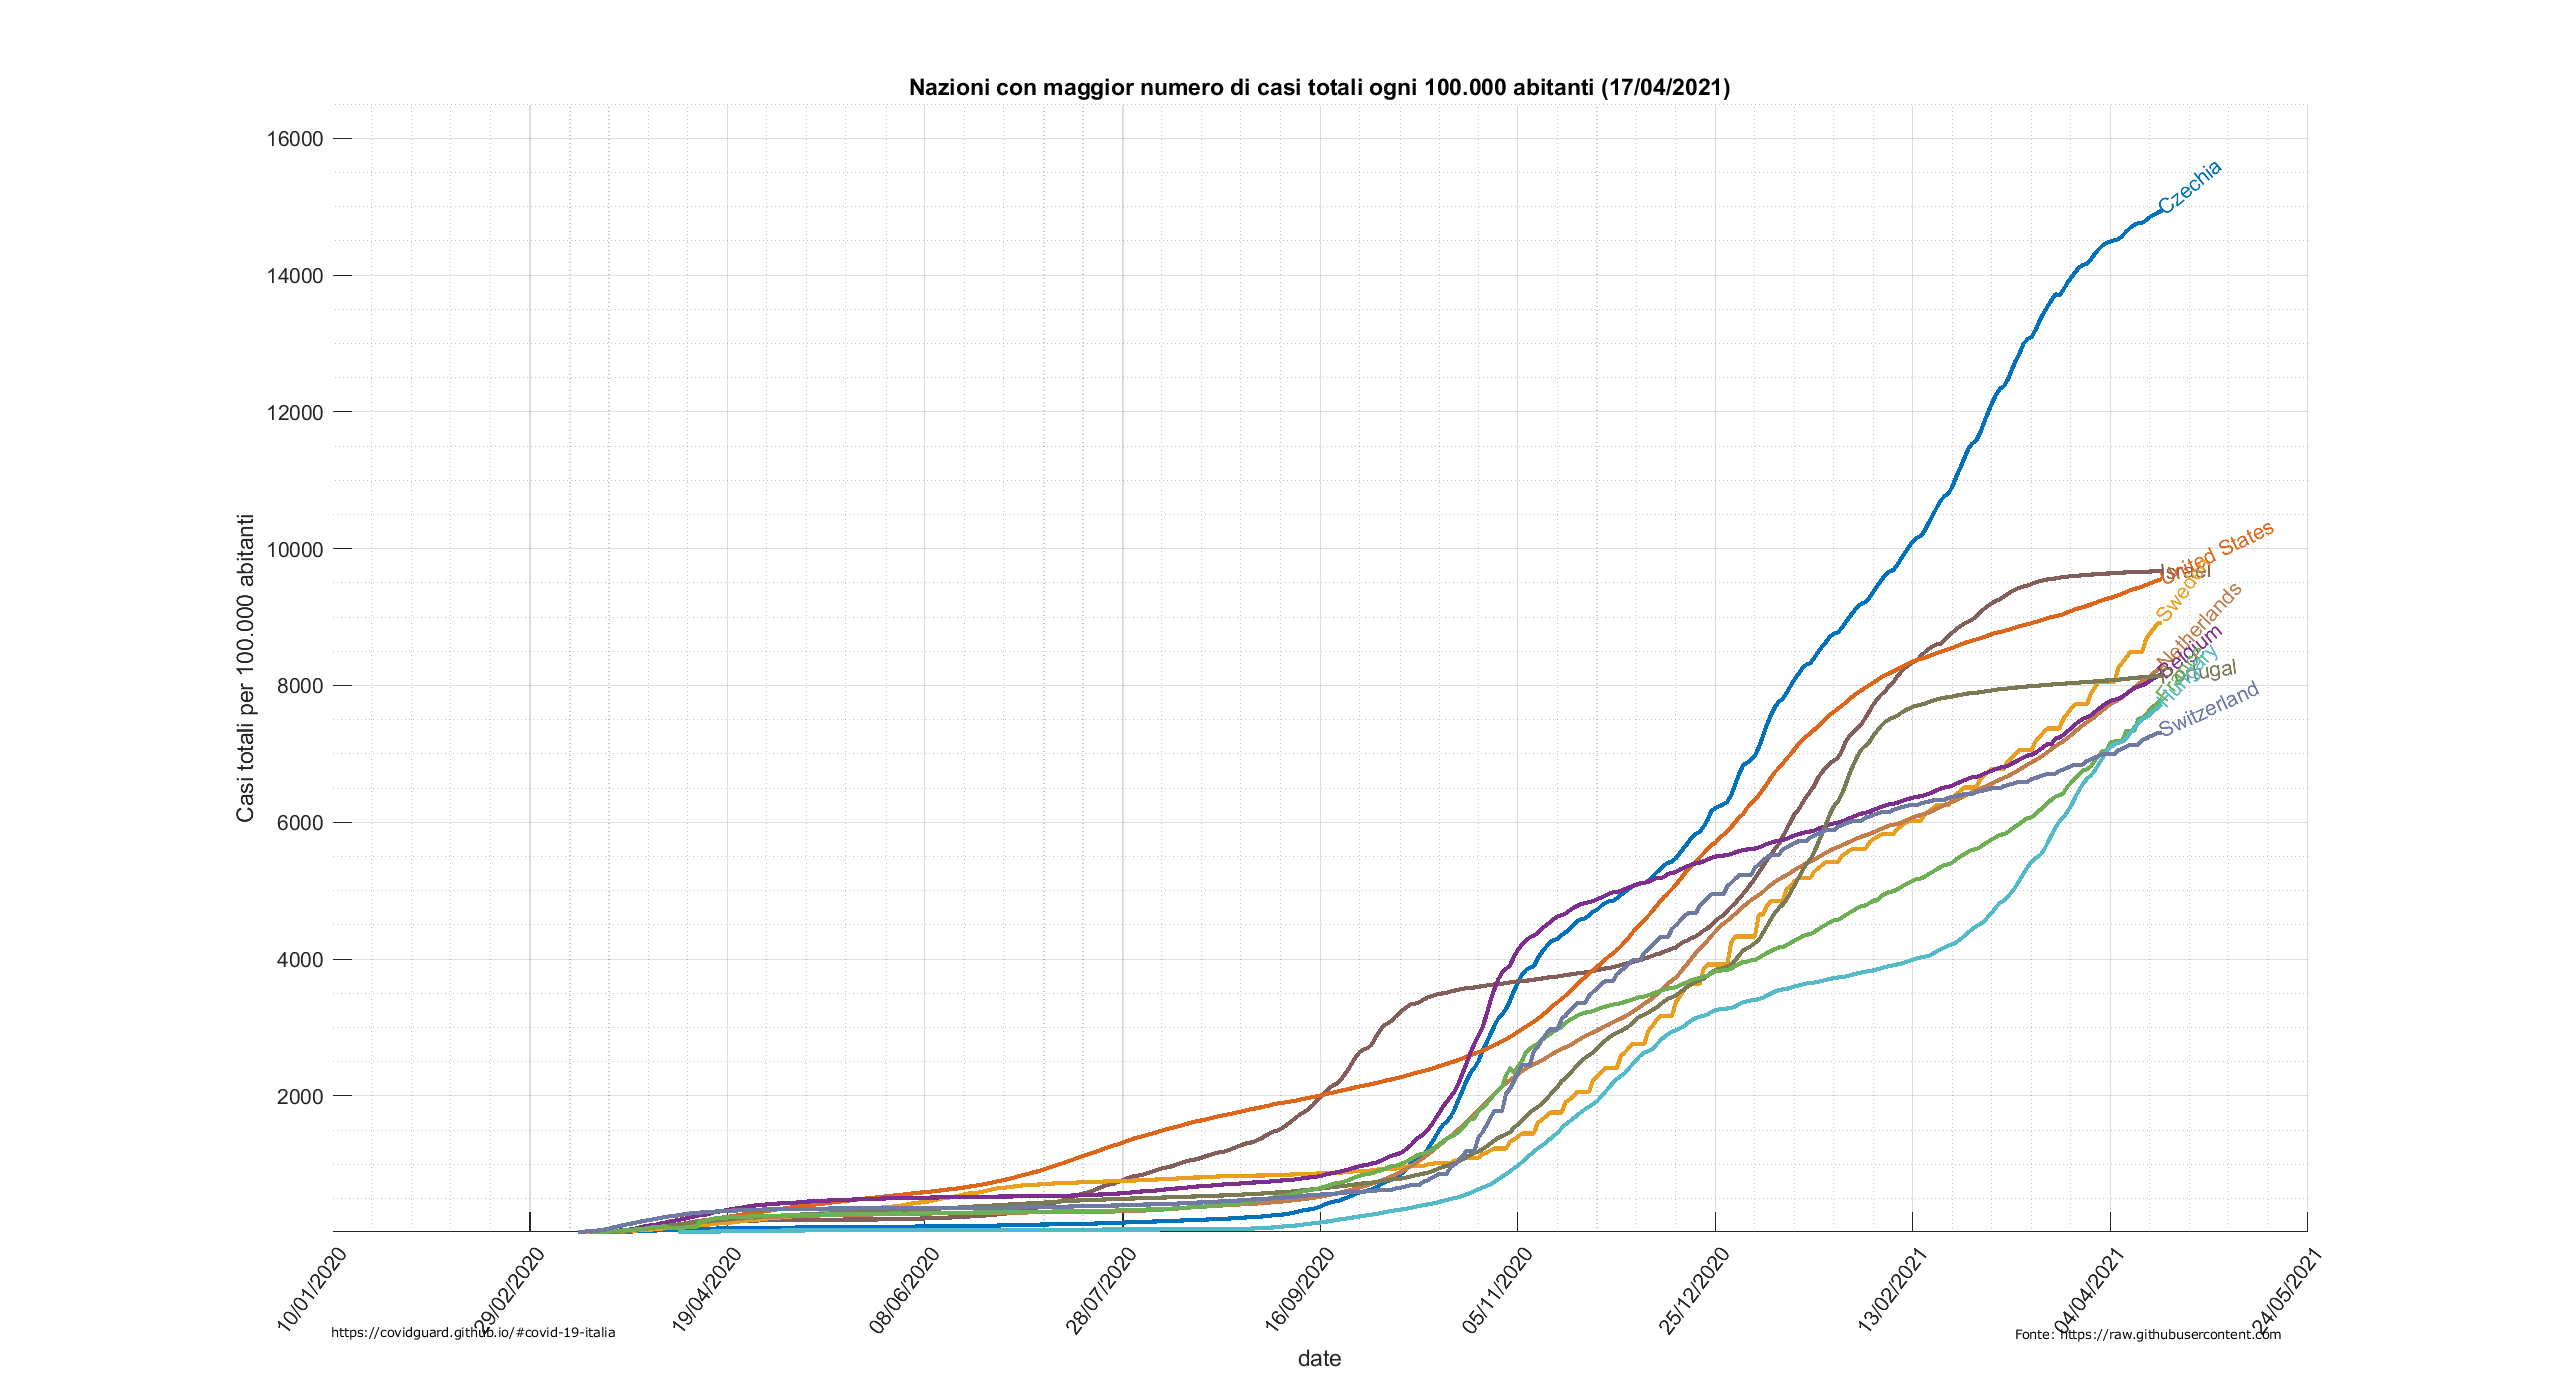 Nazioni con maggior numero di casi totali ogni 100.000 abitanti (17/04/2021)
Casi totali per 100.000 abitanti
16000
14000
12000
10000
8000
6000
4000
2000
Czechia
United States
Israel
Sweden
Netherlands
Belgium
Portugal
France
Hungary
Switzerland
10/01/2020
29/02/2020
19/04/2020
08/06/2020
28/07/2020
16/09/2020
05/11/2020
25/12/2020
13/02/2021
04/04/2021
24/05/2021
https://covidguard.github.io/#covid-19-italia
Fonte: https://raw.githubusercontent.com
date